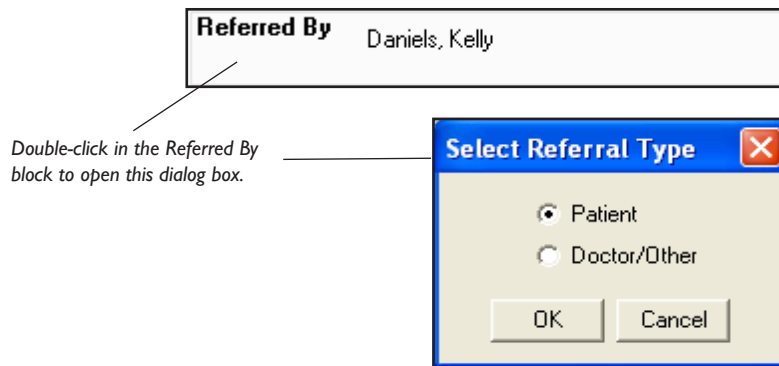 Referred By Daniels, Kelly
Double-click in the Referred By
block to open this dialog box.
Select Referral Type
Patient
Doctor/Other
OK Cancel